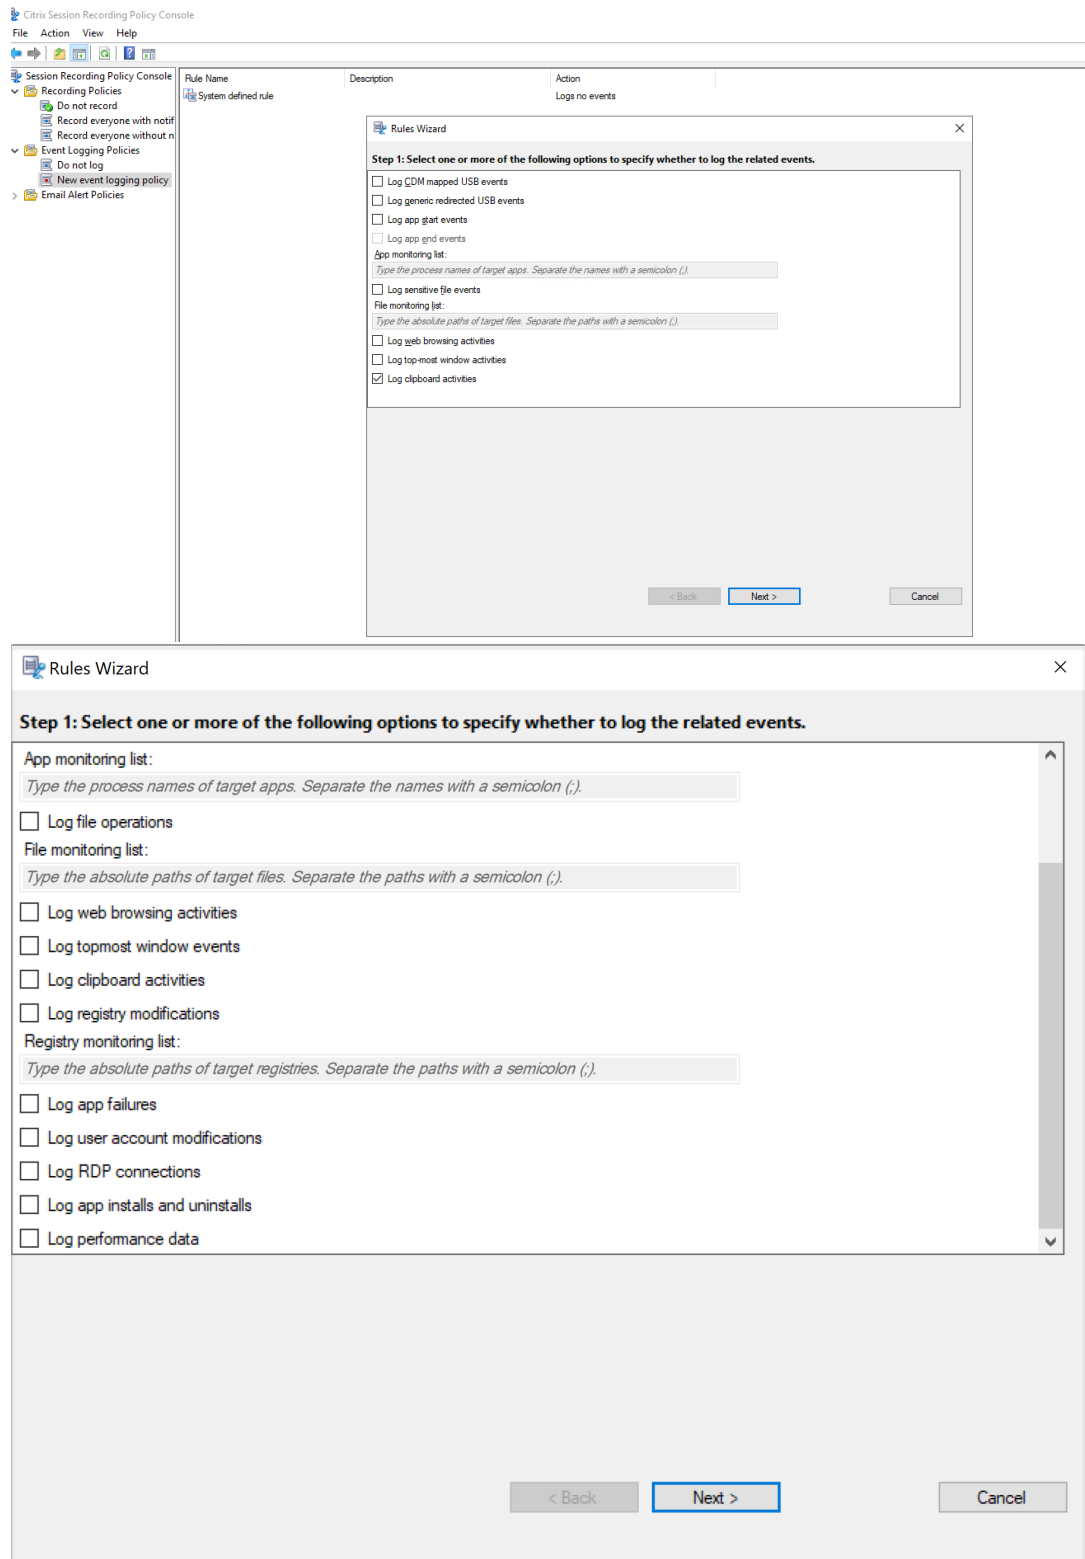 Citrix Session Recording Policy Console
File Action View Help
Session Recording Policy Console
Recording Policies
Do not record
Record everyone with notif
Record everyone without n
Event Logging Policies
Do not log
New event logging policy
Email Alert Policies
Rule Name Description Action
System defined rule Logs no events
Rules Wizard
Step 1: Select one or more of the following options to specify whether to log the related events.
Log CDM mapped USB events
Log generic redirected USB events
Log app start events
Log app end events
App monitoring list:
Type the process names of target apps. Separate the names with a semicolon (;).
Log sensitive file events
File monitoring list:
Type the absolute paths of target files. Separate the paths with a semicolon (;).
Log web browsing activities
Log top-most window activities
Log clipboard activities
< Back Next > Cancel
Rules Wizard
Step 1: Select one or more of the following options to specify whether to log the related events.
App monitoring list:
Type the process names of target apps. Separate the names with a semicolon (;).
Log file operations
File monitoring list:
Type the absolute paths of target files. Separate the paths with a semicolon (;).
Log web browsing activities
Log topmost window events
Log clipboard activities
Log registry modifications
Registry monitoring list:
Type the absolute paths of target registries. Separate the paths with a semicolon (;).
Log app failures
Log user account modifications
Log RDP connections
Log app installs and uninstalls
Log performance data
< Back Next > Cancel